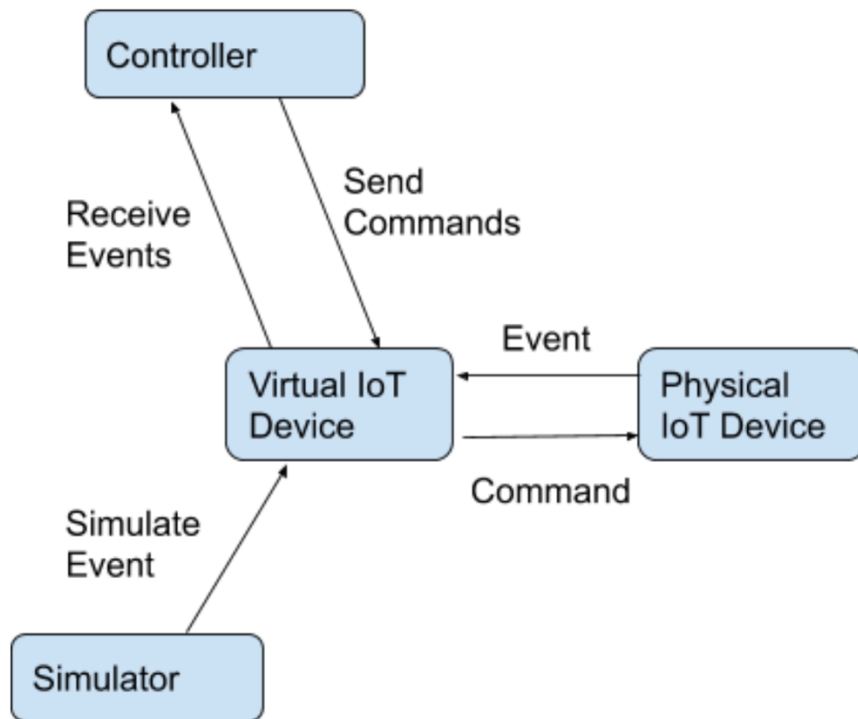 Controller
Receive
Events
Send
Commands
Event
Virtual IoT
Device
Physical
IoT Device
Command
Simulate
Event
Simulator